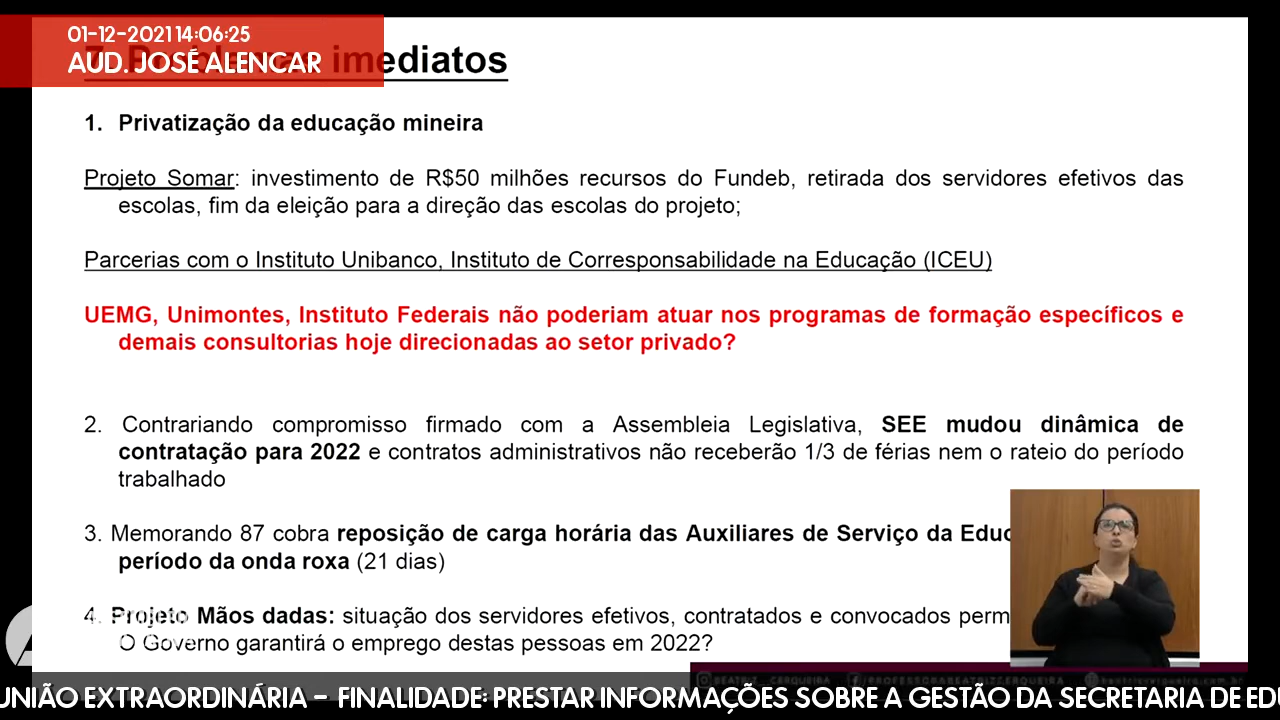 01-12-2021 14:06:25
AUD. JOSÉ ALENCAR
imediatos
1. Privatização da educação mineira
Projeto Somar: investimento de R$50 milhões recursos do Fundeb, retirada dos servidores efetivos das
escolas, fim da eleição para a direção das escolas do projeto;
Parcerias com o Instituto Unibanco, Instituto de Corresponsabilidade na Educação (ICEU)
UEMG, Unimontes, Instituto Federais não poderiam atuar nos programas de formação específicos e
demais consultorias hoje direcionadas ao setor privado?
2. Contrariando compromisso firmado com a Assembleia Legislativa, SEE mudou dinâmica de
contratação para 2022 e contratos administrativos não receberão 1/3 de férias nem o rateio do período
trabalhado
3. Memorando 87 cobra reposição de carga horária das Auxiliares de Serviço da Educ
período da onda roxa (21 dias)
4. Projeto Mãos dadas: situação dos servidores efetivos, contratados e convocados perm
O Governo garantirá o emprego destas pessoas em 2022?
UNIÃO EXTRAORDINÁRIA - FINALIDADE: PRESTAR INFORMAÇÕES SOBRE A GESTÃO DA SECRETARIA DE ED